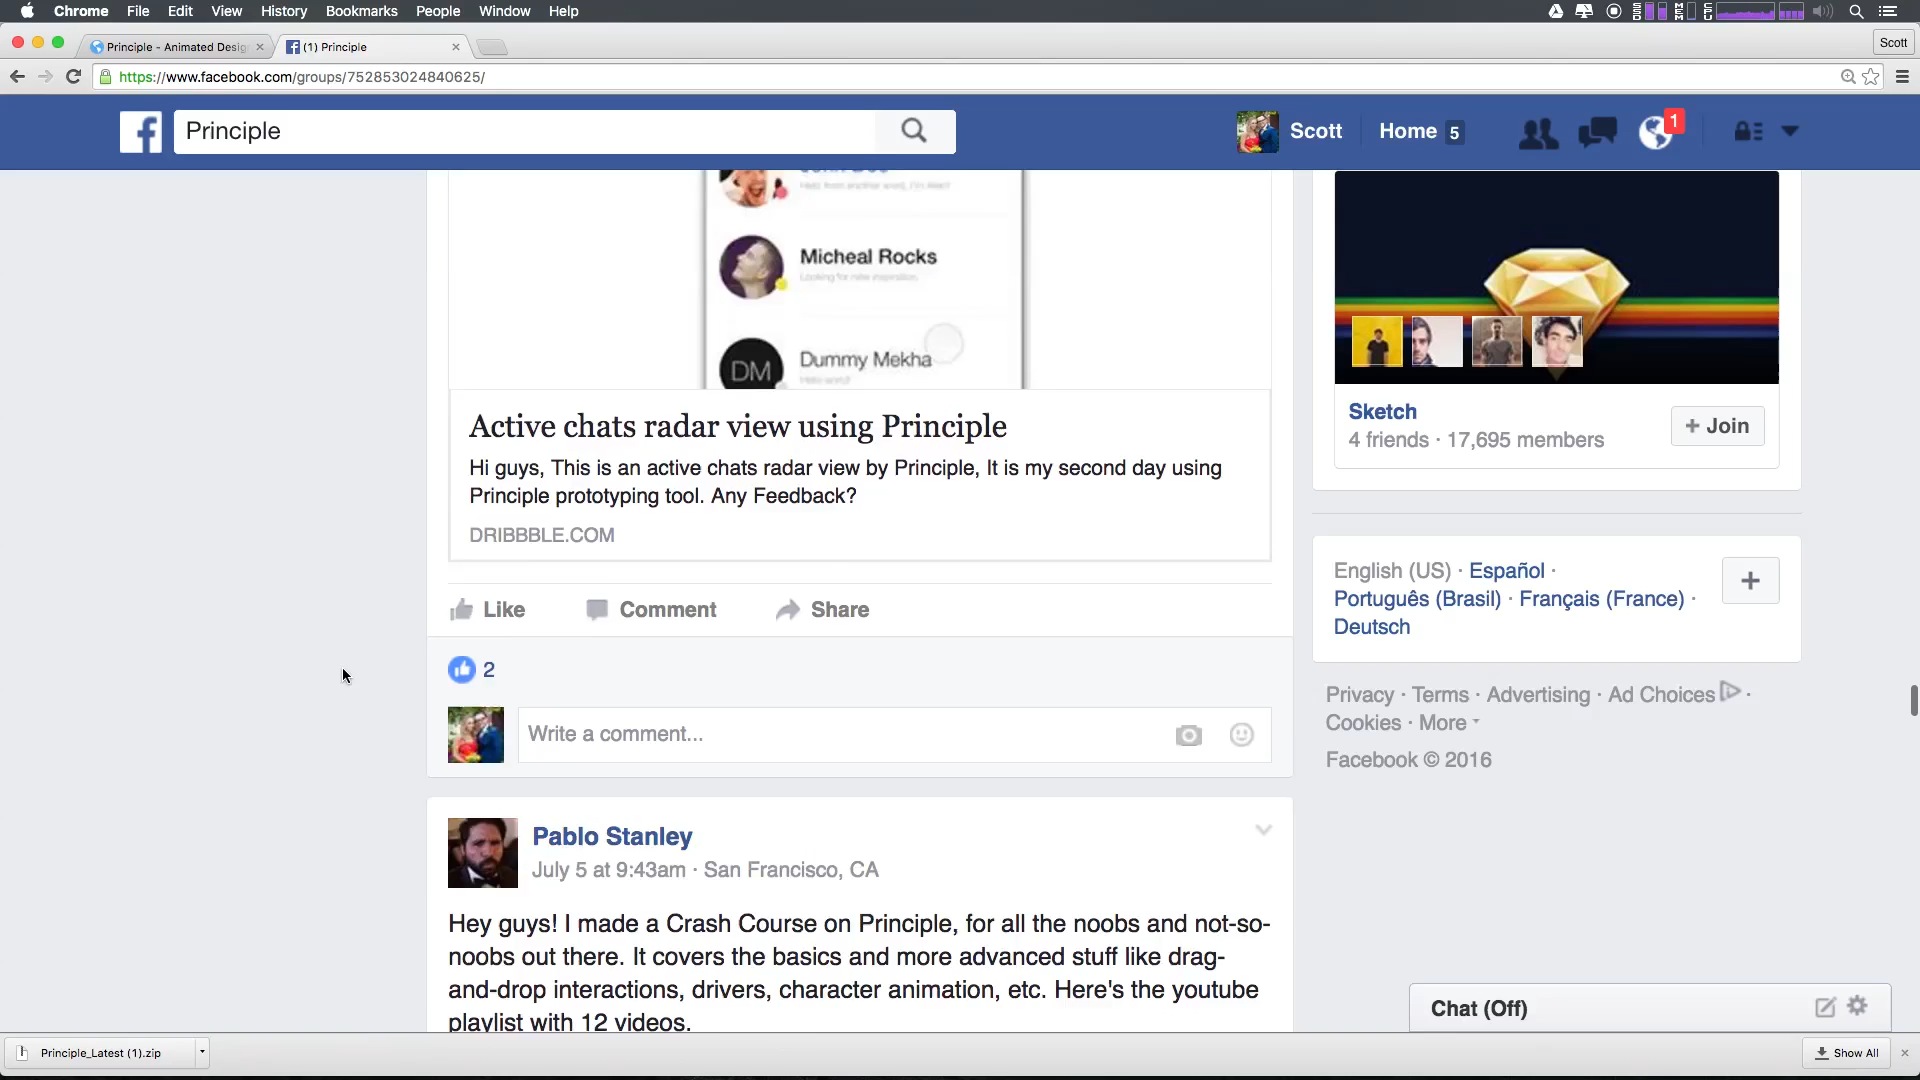 Chrome File Edit View History Bookmarks People Window Help
Principle - Animated Desig
(1) Principle
Scott
https://www.facebook.com/groups/752853024840625/
Principle
Scott
Home 5
1
Micheal Rocks
Looking for new inspiration.
DM
Dummy Mekha
Active chats radar view using Principle
Hi guys, This is an active chats radar view by Principle, It is my second day using
Principle prototyping tool. Any Feedback?
DRIBBBLE.COM
Like Comment Share
2
Write a comment...
Pablo Stanley
July 5 at 9:43am · San Francisco, CA
Hey guys! I made a Crash Course on Principle, for all the noobs and not-so-
noobs out there. It covers the basics and more advanced stuff like drag-
and-drop interactions, drivers, character animation, etc. Here's the youtube
playlist with 12 videos.
Sketch
4 friends · 17,695 members
+ Join
English (US) · Español ·
Português (Brasil) · Français (France) ·
Deutsch
+
Privacy · Terms · Advertising · Ad Choices ·
Cookies · More
Facebook © 2016
Chat (Off)
Principle_Latest (1).zip
Show All